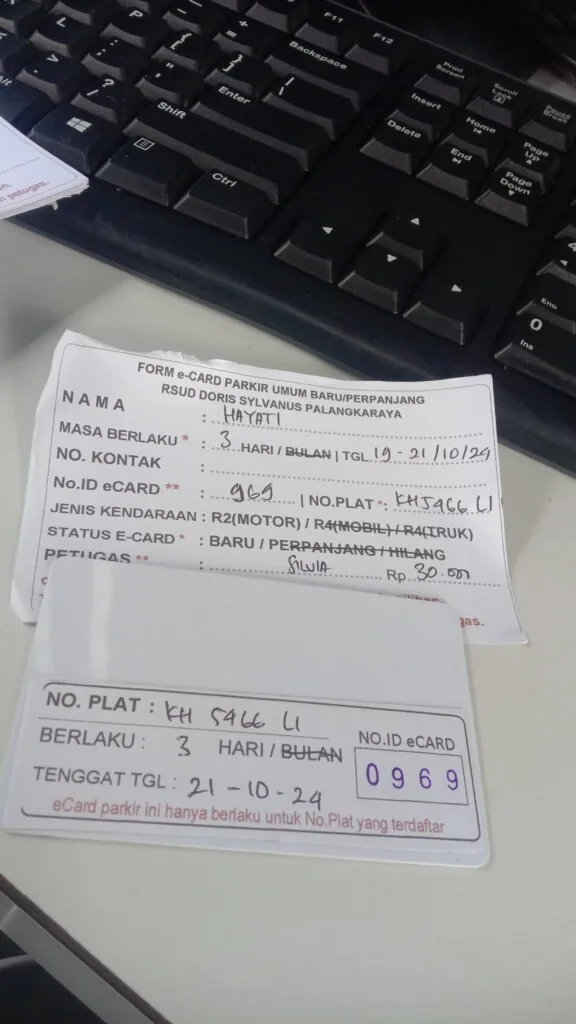 F11
F12
L
P
{
[
+
=
}
]
Backspace
|
\
>
.
?
/
"
'
Enter
Shift
Alt
Ctrl
Print
Screen
Scroll
Lock
Pause
Break
Insert
Home
Page
Up
Delete
End
Page
Down
4
0
Ins
petugas.
FORM e-CARD PARKIR UMUM BARU/PERPANJANG
RSUD DORIS SYLVANUS PALANGKARAYA
NAMA : HAYATI
MASA BERLAKU * : 3 HARI / BULAN | TGL 19 - 21 /10/24
NO. KONTAK :
No.ID eCARD ** : 969 | NO.PLAT *: KH 5466 LI
JENIS KENDARAAN : R2(MOTOR) / R4(MOBIL) / R4(TRUK)
STATUS E-CARD * : BARU / PERPANJANG / HILANG
PETUGAS ** : SILVIA Rp. 30.000
gas.
NO. PLAT : KH 5466 LI
BERLAKU : 3 HARI / BULAN
NO.ID eCARD
0969
TENGGAT TGL : 21 - 10 - 24
eCard parkir ini hanya berlaku untuk No.Plat yang terdaftar